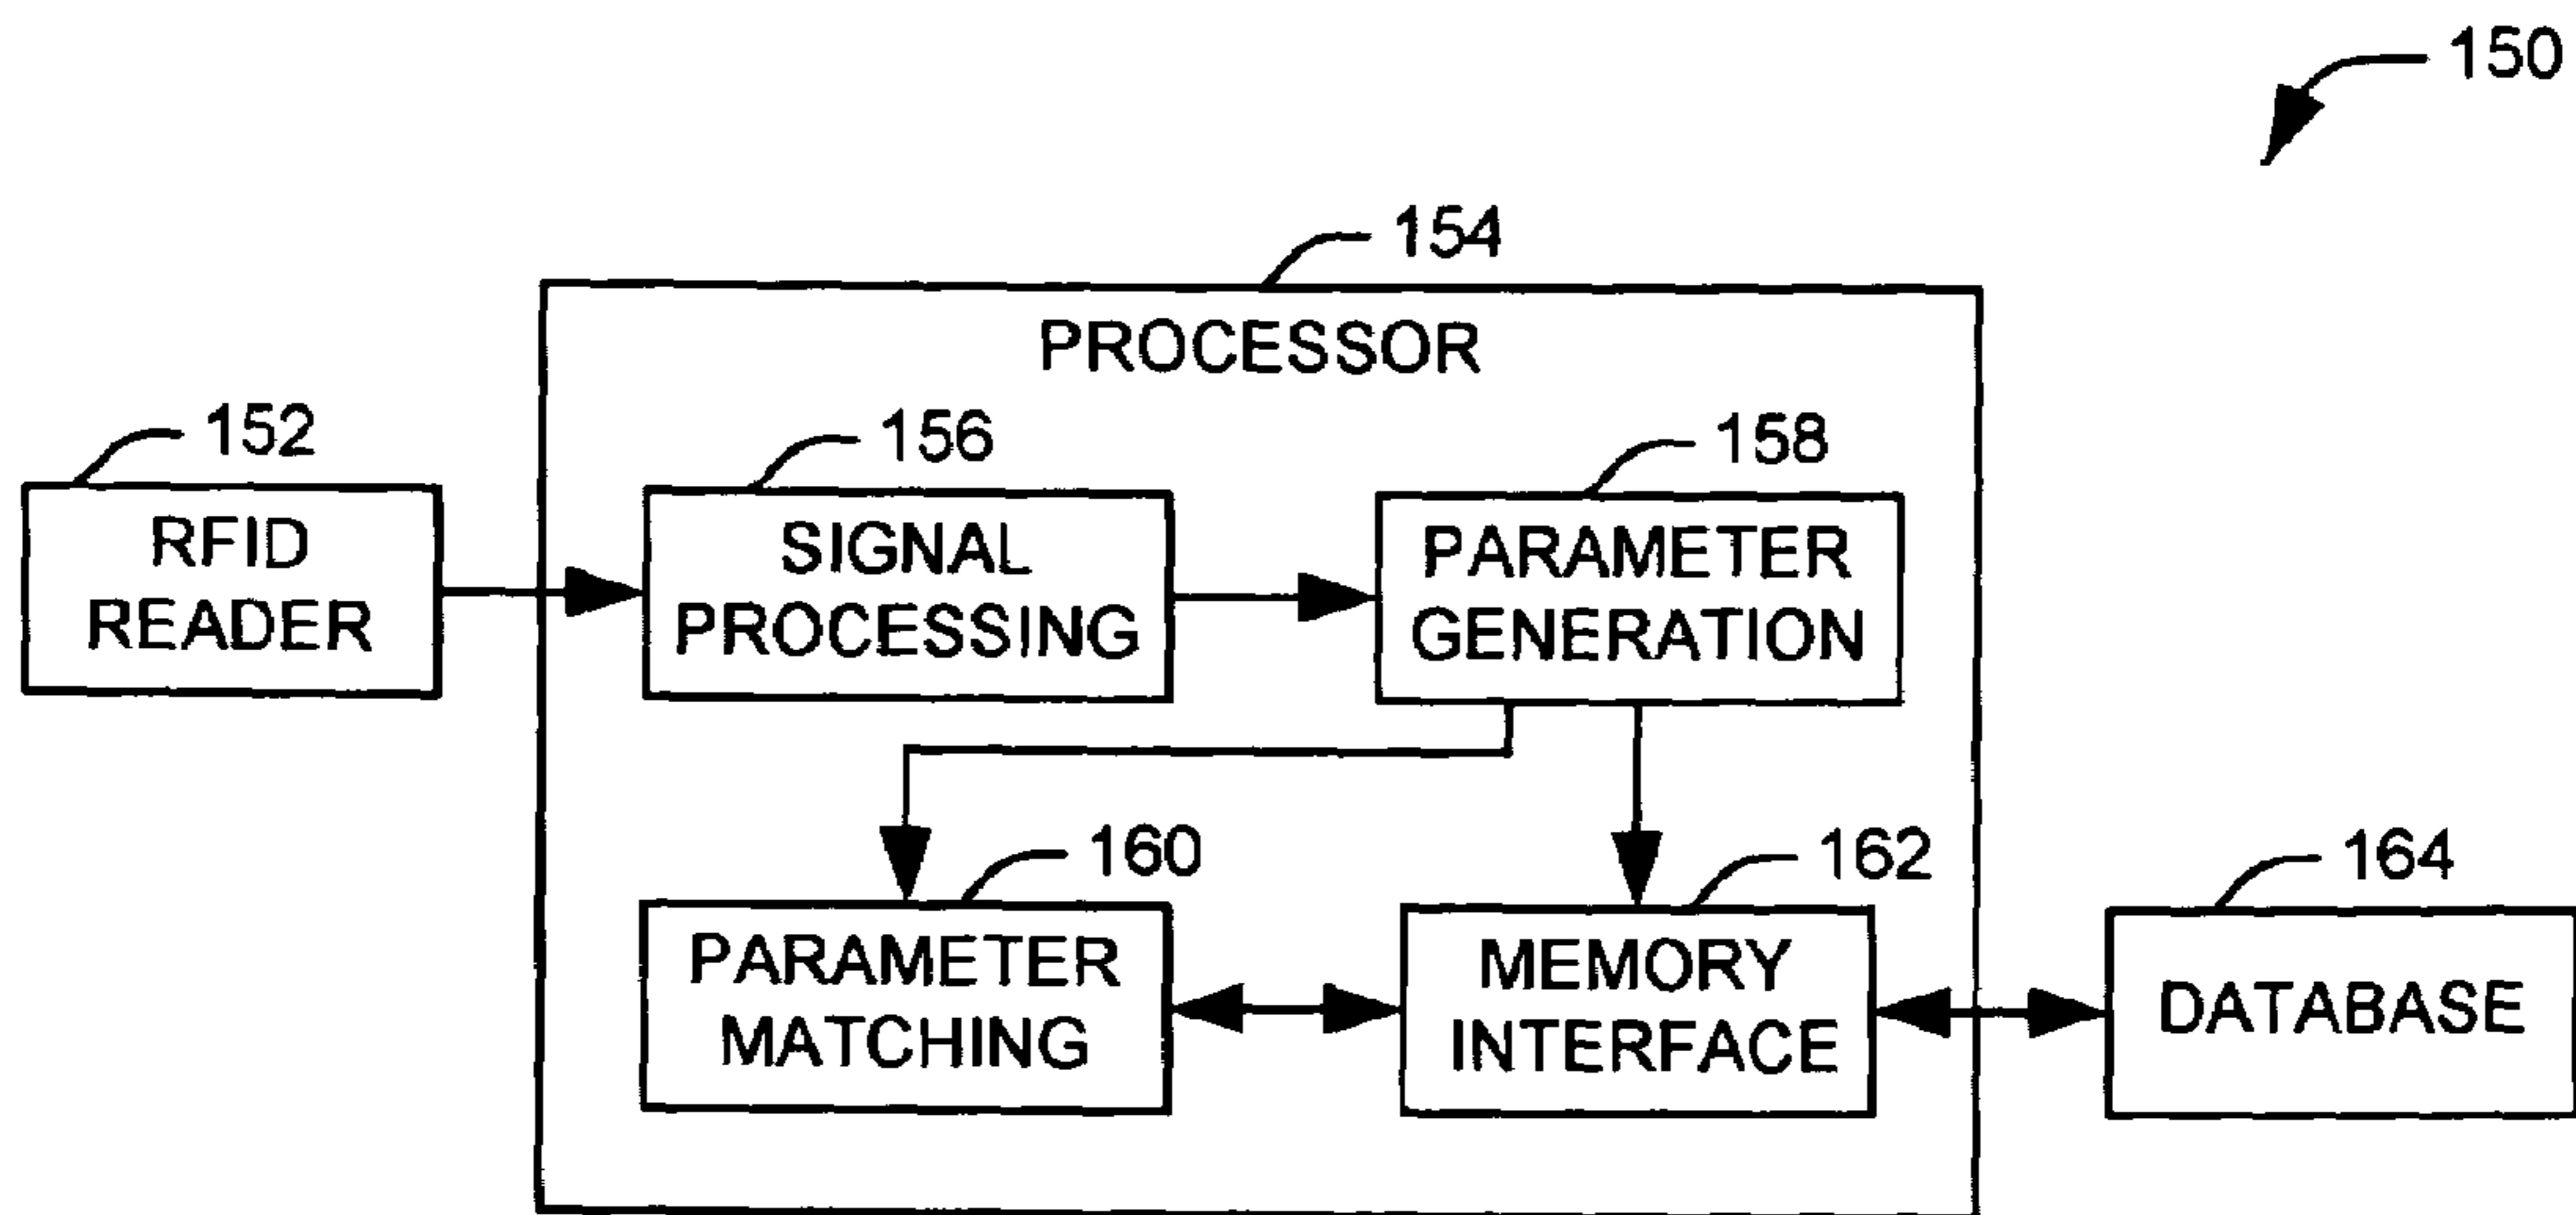 150
154
PROCESSOR
152
156
158
RFID
READER
SIGNAL
PROCESSING
PARAMETER
GENERATION
160
162
164
PARAMETER
MATCHING
MEMORY
INTERFACE
DATABASE